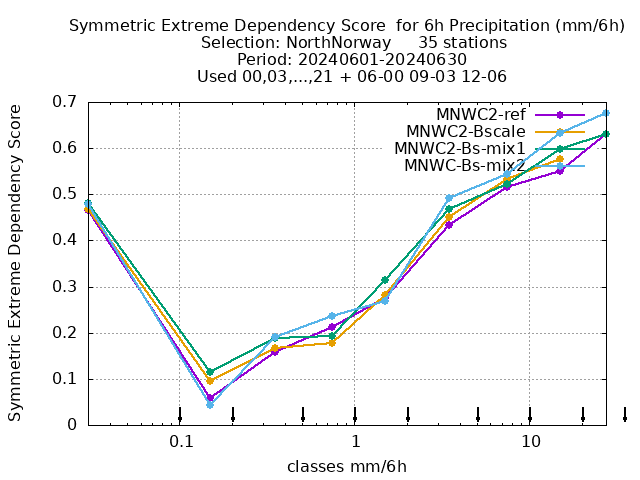 Symmetric Extreme Dependency Score  for 6h Precipitation (mm/6h)
Selection: NorthNorway     35 stations
Period: 20240601-20240630
Used 00,03,...,21 + 06-00 09-03 12-06
Symmetric Extreme Dependency Score
0.7
0.6
0.5
0.4
0.3
0.2
0.1
0
MNWC2-ref
MNWC2-Bscale
MNWC2-Bs-mix1
MNWC-Bs-mix2
0.1 1 10
classes mm/6h